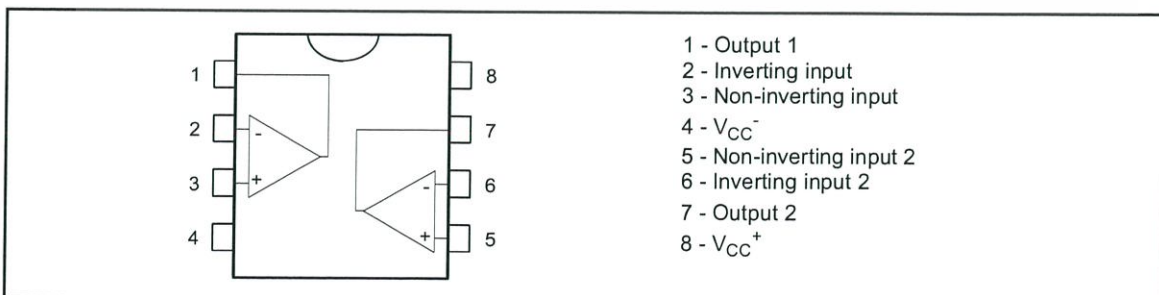 1
2
3
4
8
7
6
5
-
+
-
+
1 - Output 1
2 - Inverting input
3 - Non-inverting input
4 - VCC-
5 - Non-inverting input 2
6 - Inverting input 2
7 - Output 2
8 - VCC+